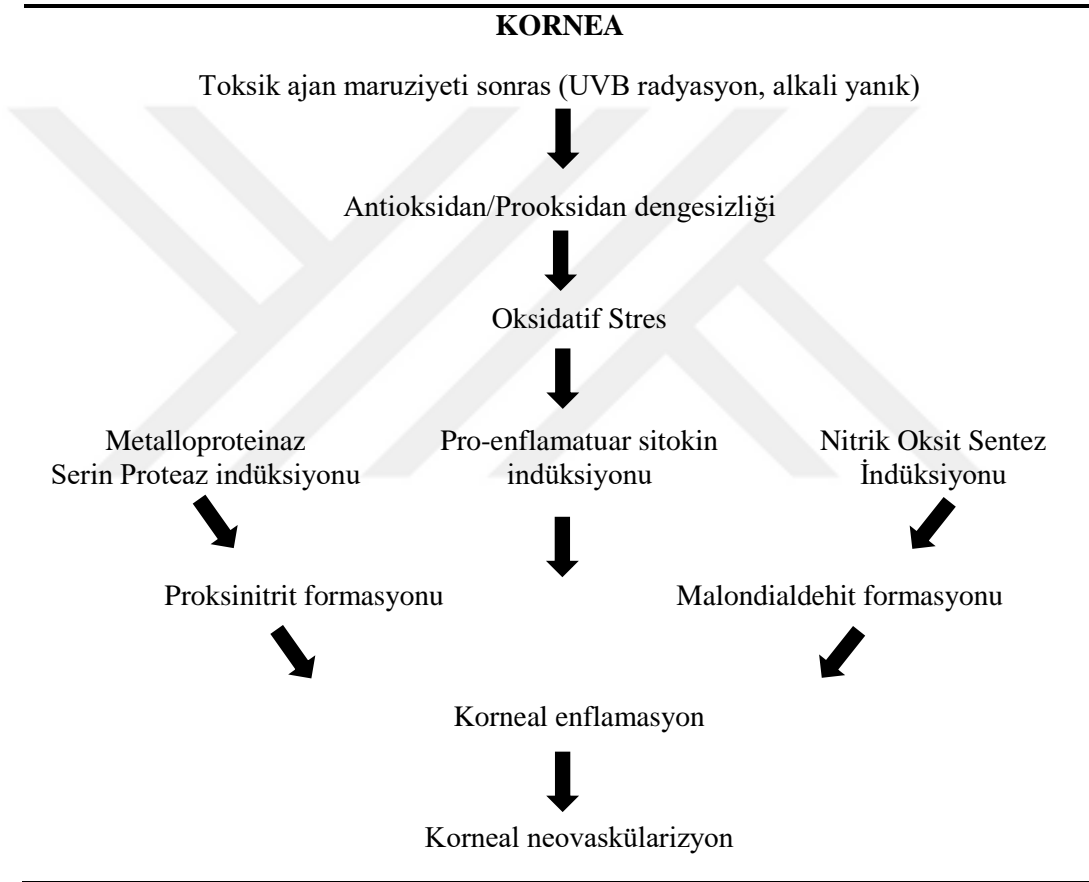 KORNEA
Toksik ajan maruziyeti sonras (UVB radyasyon, alkali yanık)
Antioksidan/Prooksidan dengesizliği
Oksidatif Stres
Metalloproteinaz
Serin Proteaz indüksiyonu
Pro-enflamatuar sitokin
indüksiyonu
Nitrik Oksit Sentez
İndüksiyonu
Proksinitrit formasyonu
Malondialdehit formasyonu
Korneal enflamasyon
Korneal neovaskülarizyon